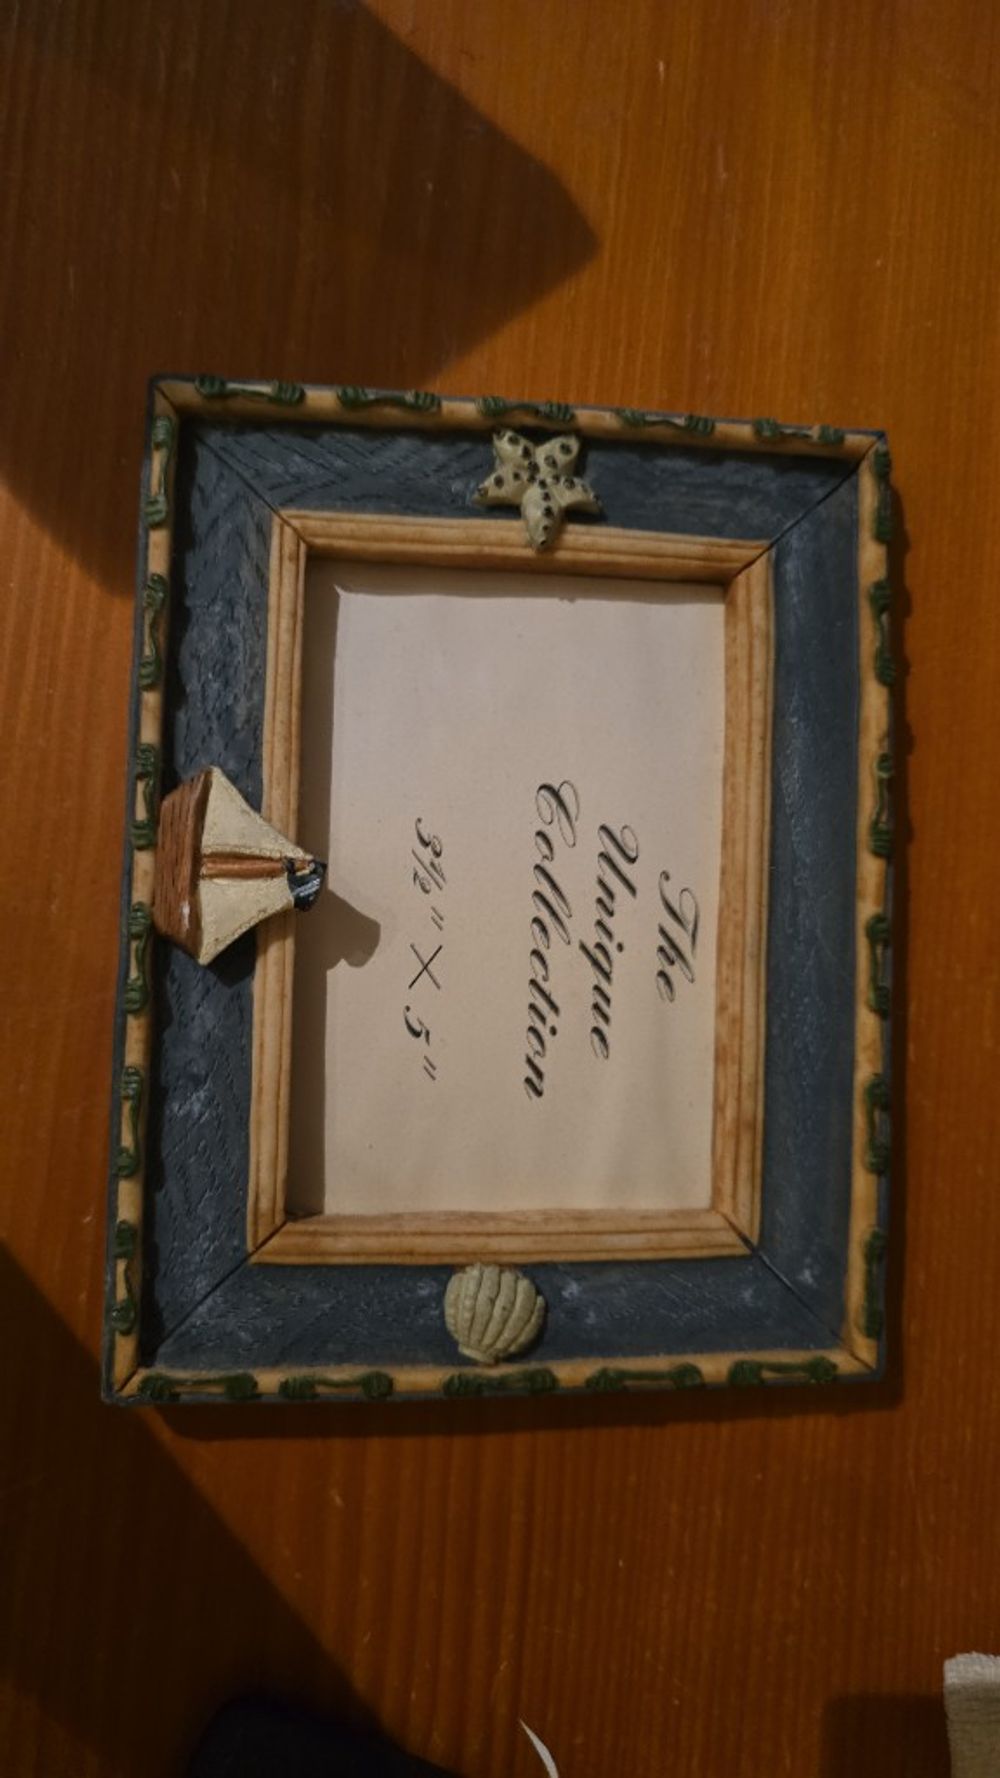 The
Unique
Collection
3½" X 5"